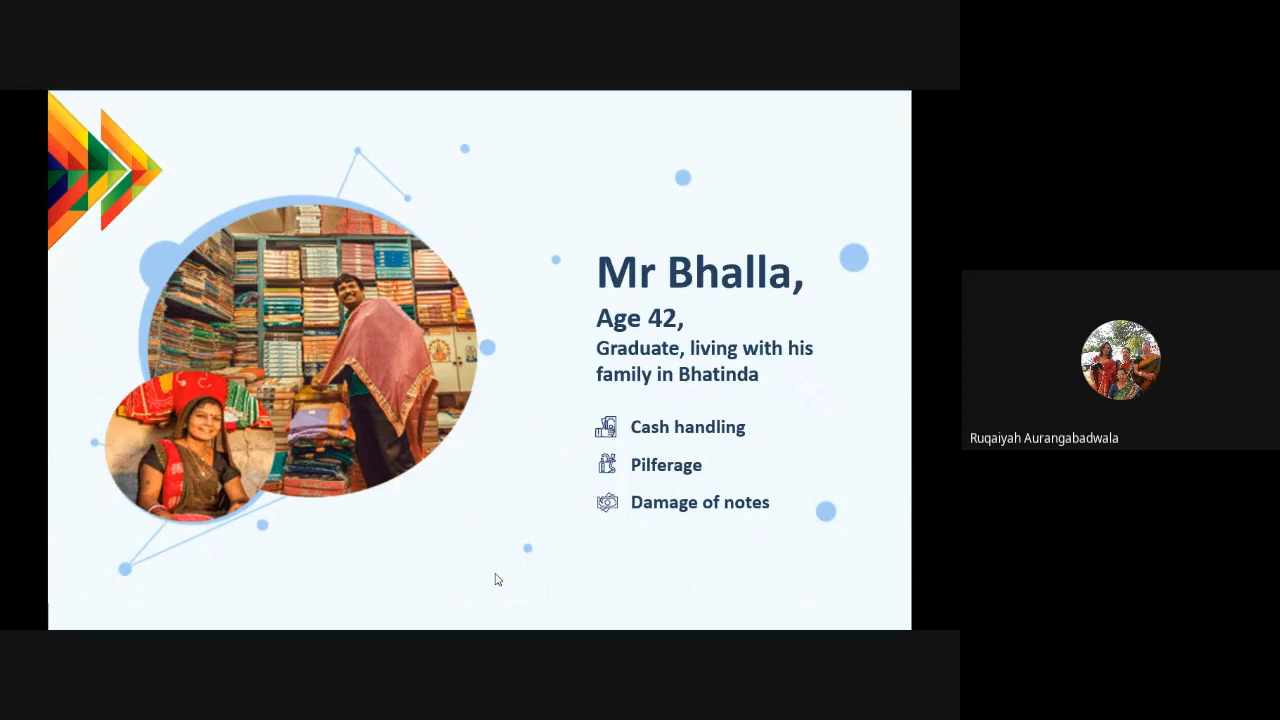 Mr Bhalla,
Age 42,
Graduate, living with his
family in Bhatinda
Cash handling
Pilferage
Damage of notes
Ruqaiyah Aurangabadwala